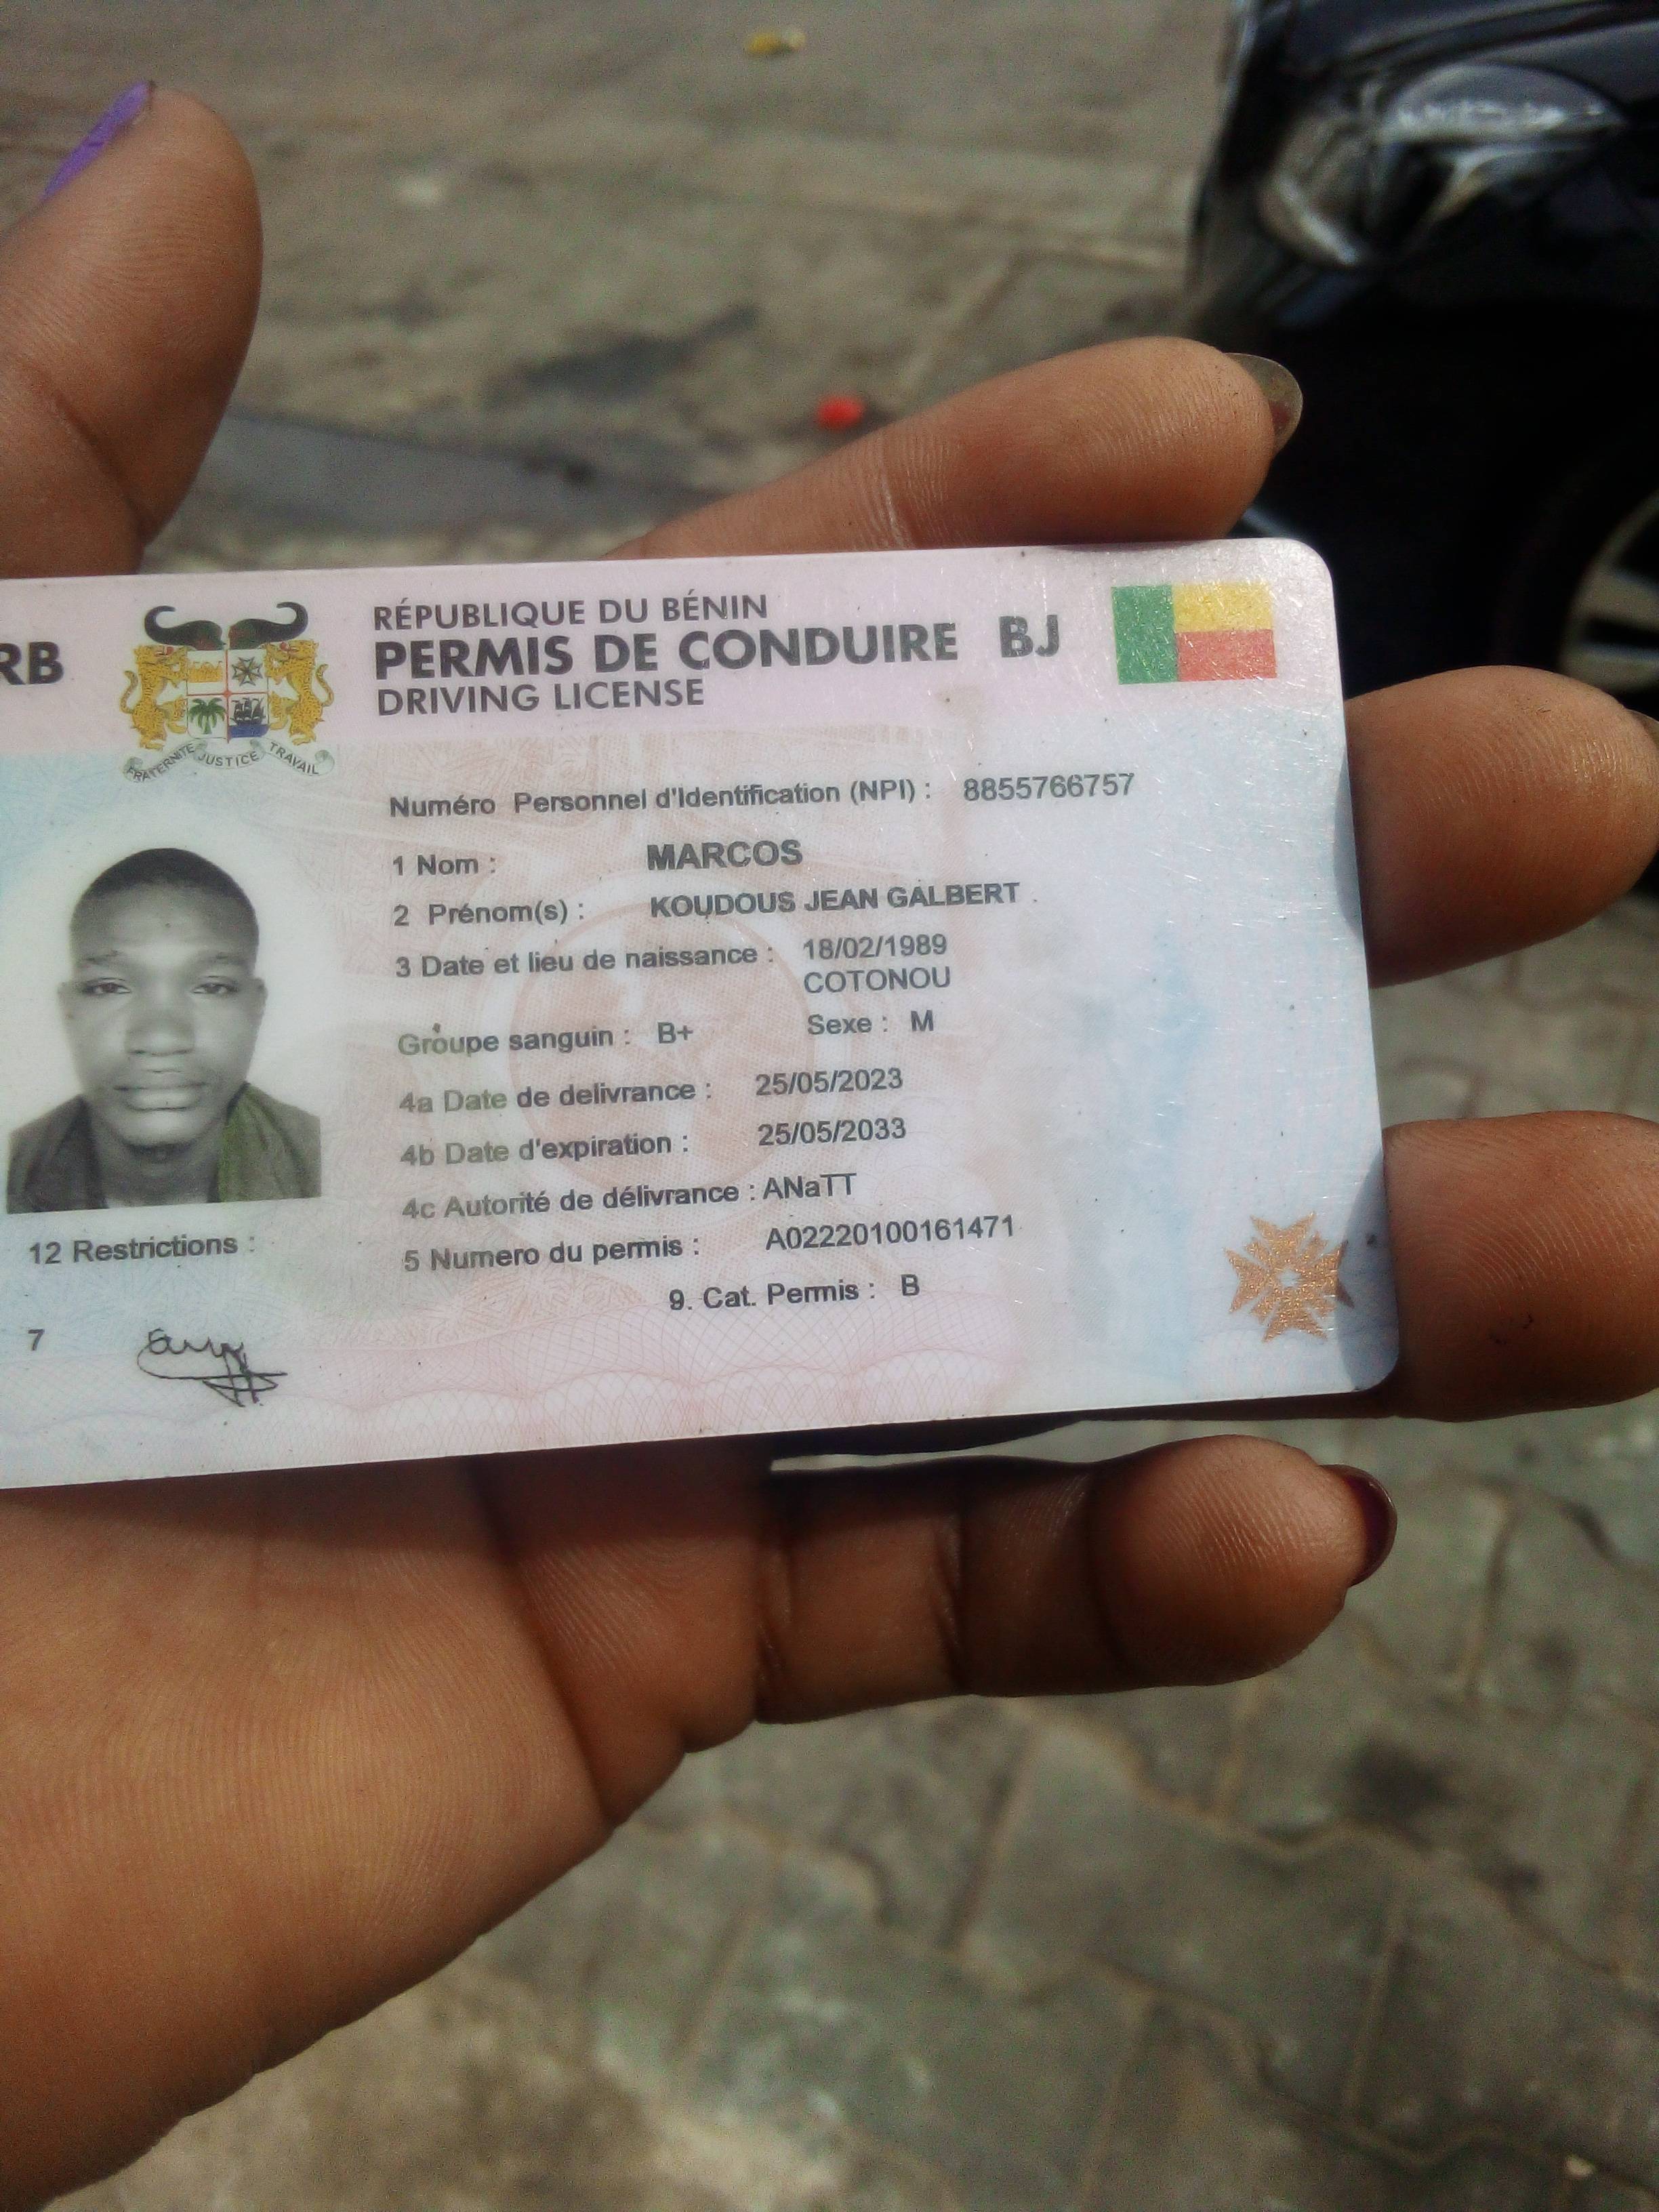 RB
RÉPUBLIQUE DU BÉNIN
PERMIS DE CONDUIRE BJ
DRIVING LICENSE
FRATERNITE JUSTICE TRAVAIL
Numéro Personnel d'Identification (NPI) : 8855766757
1 Nom : MARCOS
2 Prénom(s) : KOUDOUS JEAN GALBERT
3 Date et lieu de naissance : 18/02/1989
COTONOU
Groupe sanguin : B+ Sexe : M
4a Date de delivrance : 25/05/2023
4b Date d'expiration : 25/05/2033
4c Autorité de délivrance : ANaTT
5 Numero du permis : A02220100161471
9. Cat. Permis : B
12 Restrictions :
7